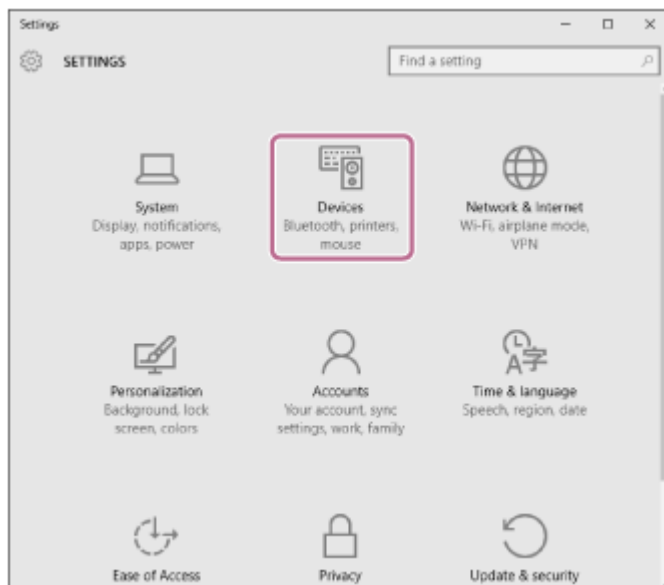 Settings
SETTINGS
Find a setting
System
Display, notifications,
apps, power
Devices
Bluetooth, printers,
mouse
Network & Internet
Wi-Fi, airplane mode,
VPN
Personalization
Background, lock
screen, colors
Accounts
Your account, sync
settings, work, family
A字
Time & language
Speech, region, date
Ease of Access
Privacy
Update & security